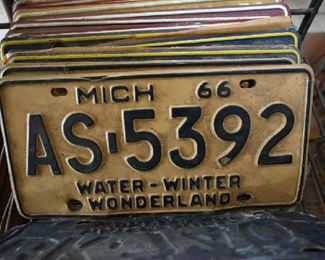 MICH 66
AS-5392
WATER-WINTER
WONDERLAND